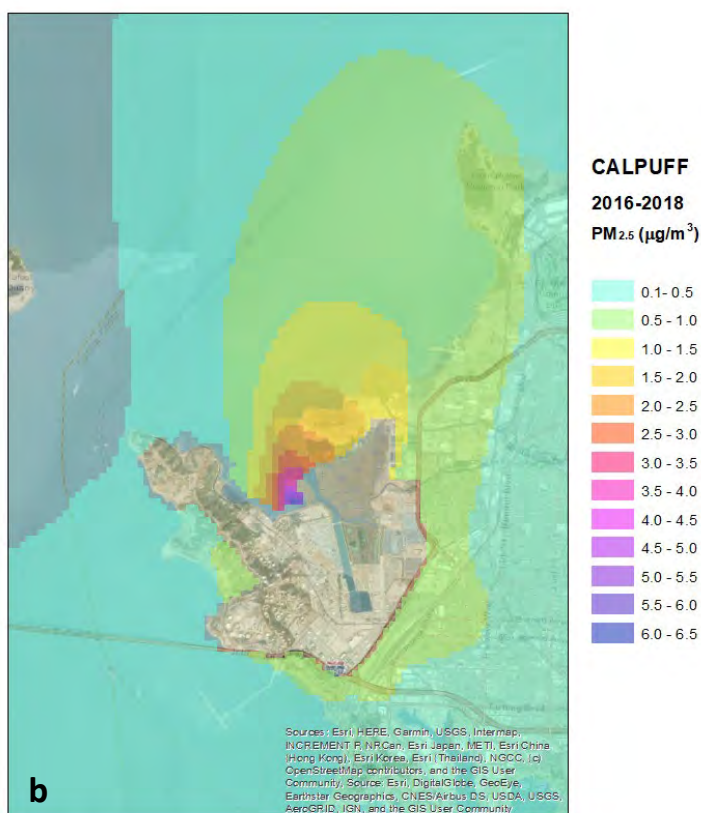 CALPUFF
2016-2018
PM2.5 (µg/m³)
0.1 - 0.5
0.5 - 1.0
1.0 - 1.5
1.5 - 2.0
2.0 - 2.5
2.5 - 3.0
3.0 - 3.5
3.5 - 4.0
4.0 - 4.5
4.5 - 5.0
5.0 - 5.5
5.5 - 6.0
6.0 - 6.5
Sources: Esri, HERE, Garmin, USGS, Intermap,
INCREMENT P, NRCan, Esri Japan, METI, Esri China
(Hong Kong), Esri Korea, Esri (Thailand), NGCC, (c)
OpenStreetMap contributors, and the GIS User
Community, Source: Esri, DigitalGlobe, GeoEye,
Earthstar Geographics, CNES/Airbus DS, USDA, USGS,
AeroGRID, IGN, and the GIS User Community
b